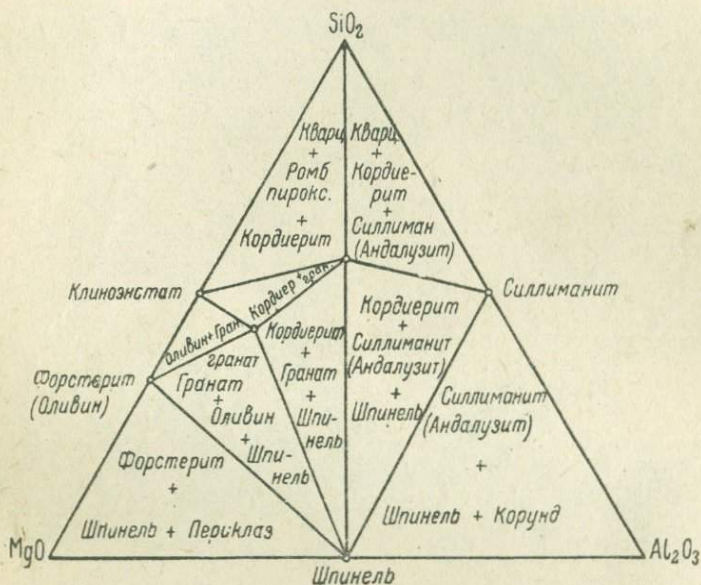 SiO₂
Кварц
+
Ромб
пирокс.
+
Кордиерит
Кварц
+
Кордие-
рит
+
Силлиман
(Андалузит)
Клиноэнстат
Силлиманит
Кордиер + гран.
Оливин+Гран
гранат
Форстерит
(Оливин)
Гранат
+
Оливин
+
Шпи-
нель
Кордиерит
+
Гранат
+
Шпи-
нель
Кордиерит
+
Силлиманит
(Андалузит)
+
Шпинель
Силлиманит
(Андалузит)
+
Шпинель + Корунд
Форстерит
+
Шпинель + Периклаз
MgO
Al₂O₃
Шпинель